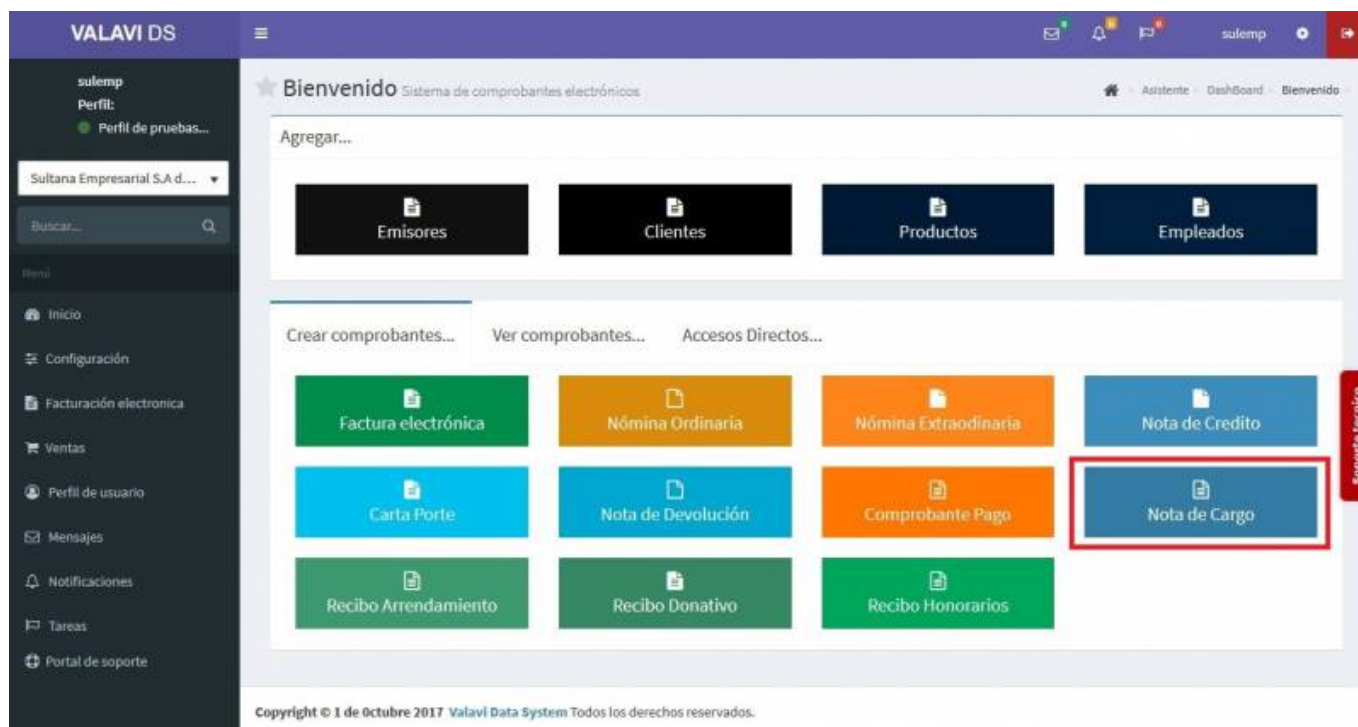 VALAVI DS
sulemp
sulemp
Perfil:
Perfil de pruebas...
Sultana Empresarial S.A d...
Buscar...
Menú
Inicio
Configuración
Facturación electronica
Ventas
Perfil de usuario
Mensajes
Notificaciones
Tareas
Portal de soporte
Bienvenido Sistema de comprobantes electrónicos
Asistente DashBoard Bienvenido
Agregar...
Emisores
Clientes
Productos
Empleados
Crear comprobantes... Ver comprobantes... Accesos Directos...
Factura electrónica
Nómina Ordinaria
Nómina Extraodinaria
Nota de Credito
Carta Porte
Nota de Devolución
Comprobante Pago
Nota de Cargo
Recibo Arrendamiento
Recibo Donativo
Recibo Honorarios
Soporte tecnico
Copyright © 1 de 0ctubre 2017 Valavi Data System Todos los derechos reservados.